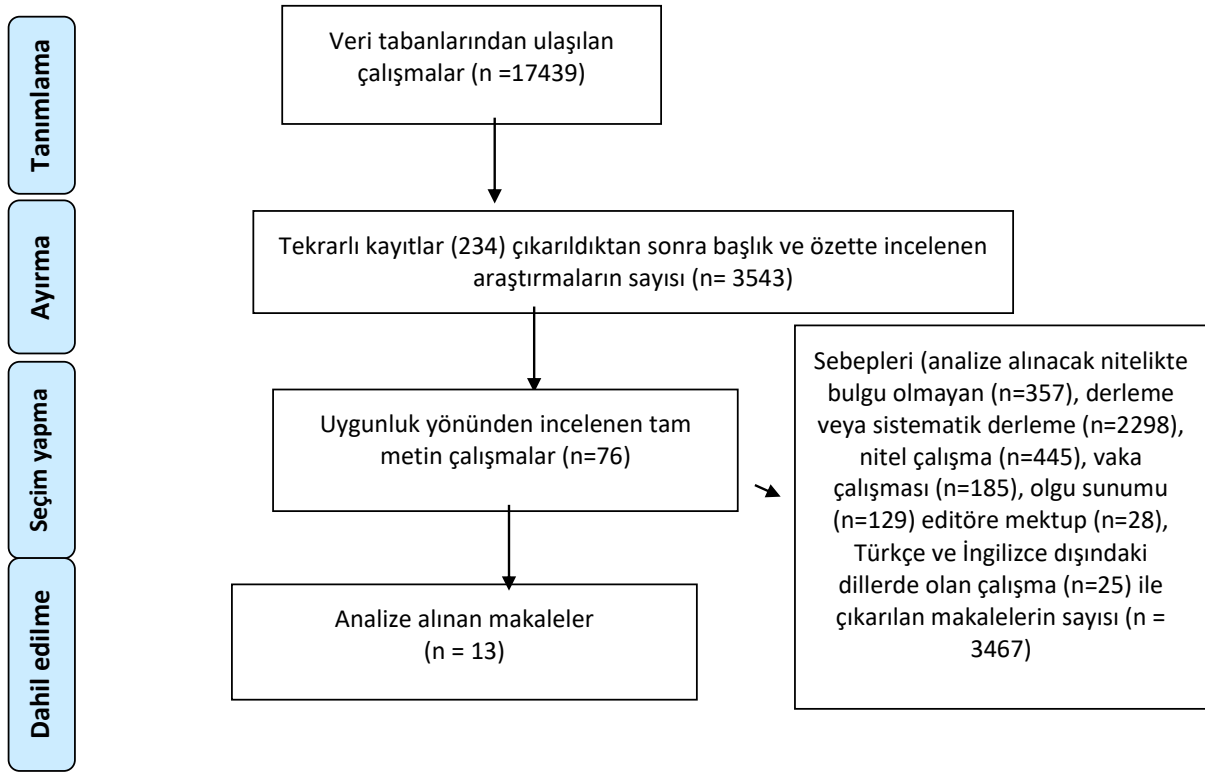 Tanımlama
Veri tabanlarından ulaşılan
çalışmalar (n =17439)
Ayırma
Tekrarlı kayıtlar (234) çıkarıldıktan sonra başlık ve özette incelenen
araştırmaların sayısı (n= 3543)
Seçim yapma
Uygunluk yönünden incelenen tam
metin çalışmalar (n=76)
Sebepleri (analize alınacak nitelikte
bulgu olmayan (n=357), derleme
veya sistematik derleme (n=2298),
nitel çalışma (n=445), vaka
çalışması (n=185), olgu sunumu
(n=129) editöre mektup (n=28),
Türkçe ve İngilizce dışındaki
dillerde olan çalışma (n=25) ile
çıkarılan makalelerin sayısı (n =
3467)
Dahil edilme
Analize alınan makaleler
(n = 13)